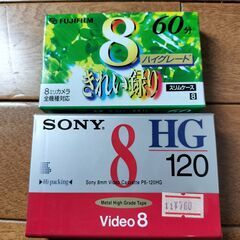 FUJIFILM
8
60分
ハイグレード
きれい録り
8ミリカメラ
全機種対応
スリムケース
8
SONY
8
HG
120
Hi packing
Sony 8mm Video Cassette P6-120HG
Metal High Grade Tape
Video 8
¥760